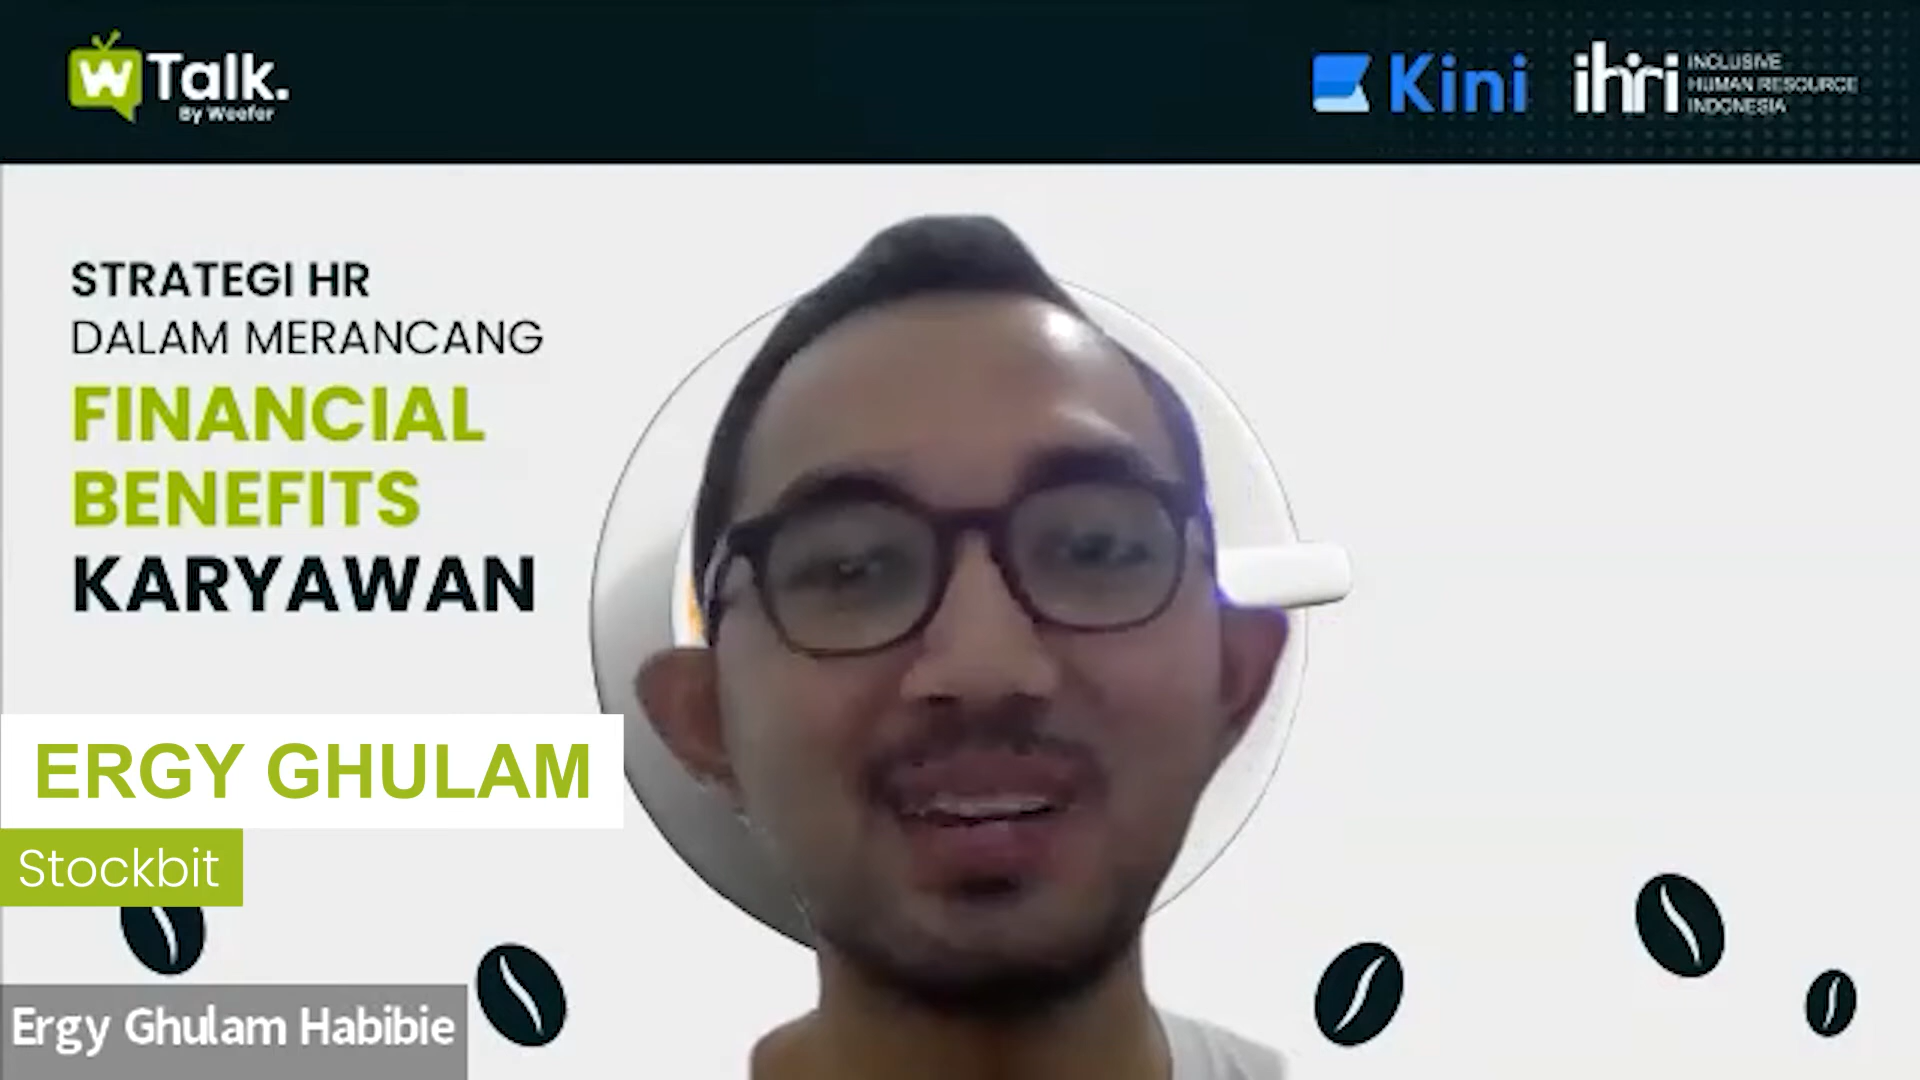 W Talk.
By Weefer
Kini
ihri INCLUSIVE
HUMAN RESOURCE
INDONESIA
STRATEGI HR
DALAM MERANCANG
FINANCIAL
BENEFITS
KARYAWAN
ERGY GHULAM
Stockbit
Ergy Ghulam Habibie